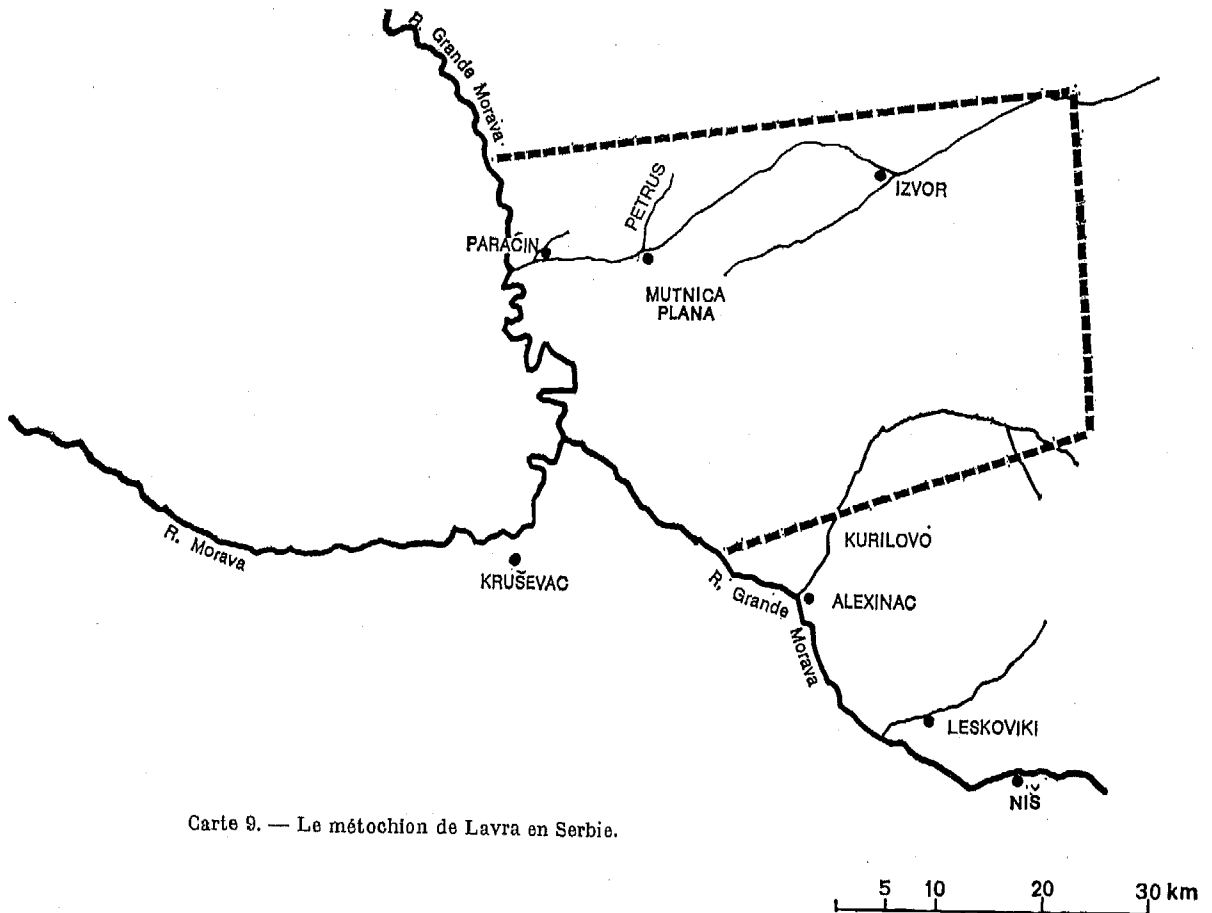 R. Grande Morava
PETRUS
IZVOR
PARAČIN
MUTNICA
PLANA
R. Morava
KRUŠEVAC
KURILOVO
R. Grande Morava
ALEXINAC
LESKOVIKI
NIŠ
Carte 9. — Le métochion de Lavra en Serbie.
5 10 20 30 km